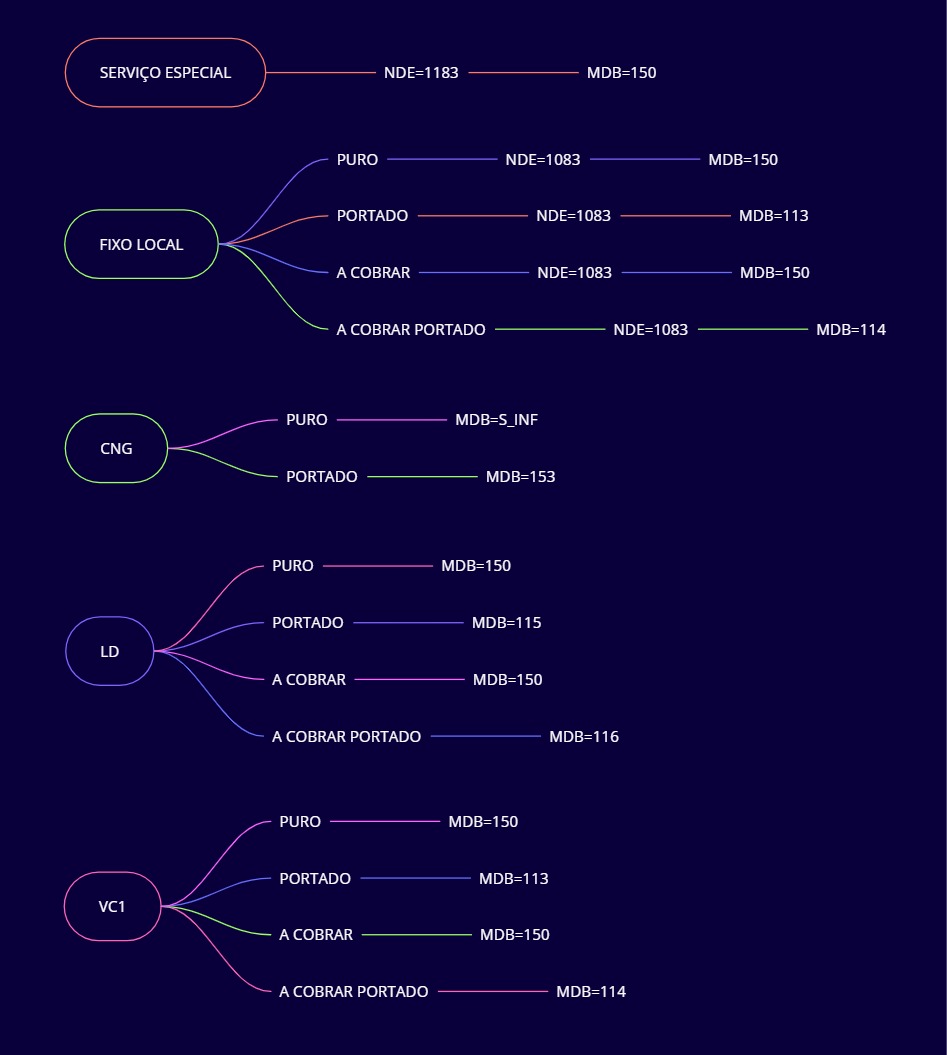 SERVIÇO ESPECIAL NDE=1183 MDB=150
PURO NDE=1083 MDB=150
PORTADO NDE=1083 MDB=113
FIXO LOCAL
A COBRAR NDE=1083 MDB=150
A COBRAR PORTADO NDE=1083 MDB=114
PURO MDB=S_INF
CNG
PORTADO MDB=153
PURO MDB=150
PORTADO MDB=115
LD
A COBRAR MDB=150
A COBRAR PORTADO MDB=116
PURO MDB=150
PORTADO MDB=113
VC1
A COBRAR MDB=150
A COBRAR PORTADO MDB=114